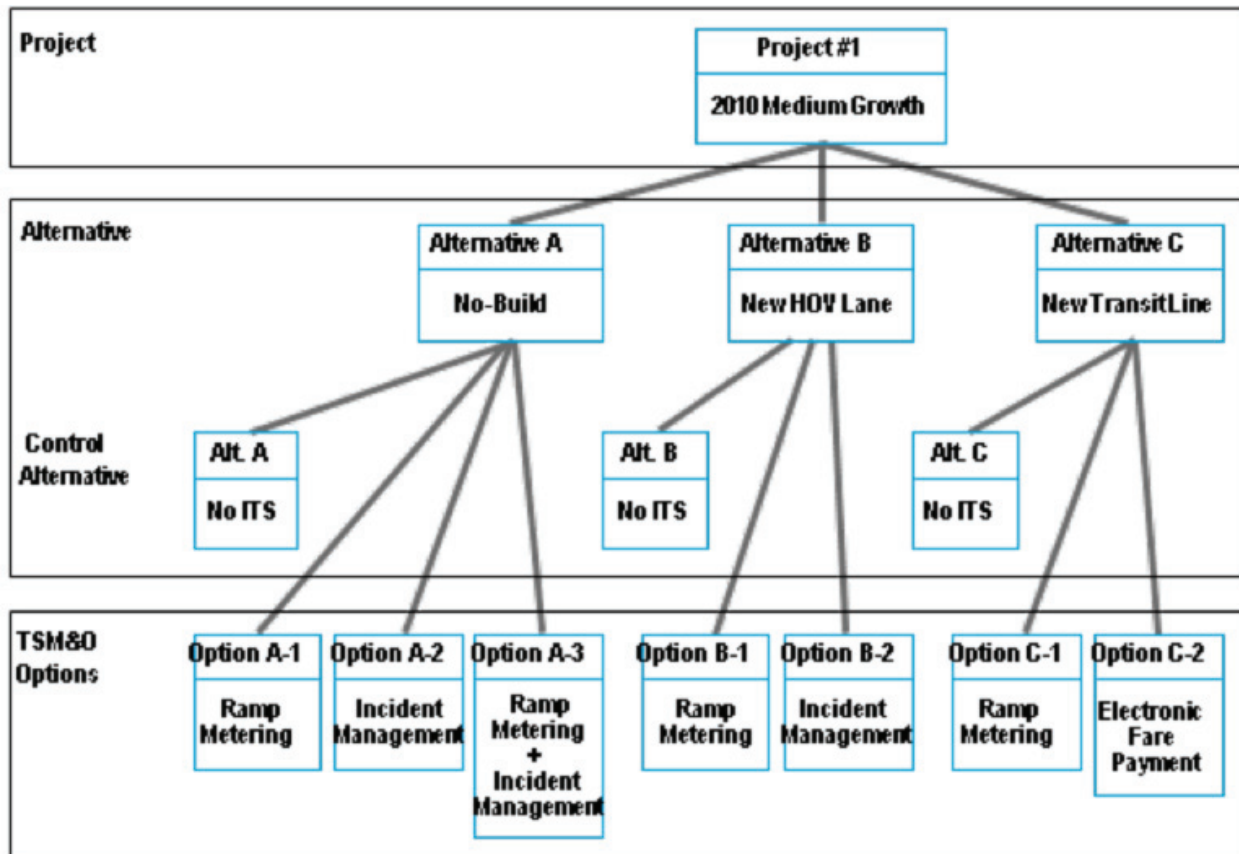 Project
Project #1
2010 Medium Growth
Alternative
Alternative A
No-Build
Alternative B
New HOV Lane
Alternative C
New Transit Line
Control
Alternative
Alt. A
No ITS
Alt. B
No ITS
Alt. C
No ITS
TSM&O
Options
Option A-1
Ramp
Metering
Option A-2
Incident
Management
Option A-3
Ramp
Metering
+
Incident
Management
Option B-1
Ramp
Metering
Option B-2
Incident
Management
Option C-1
Ramp
Metering
Option C-2
Electronic
Fare
Payment